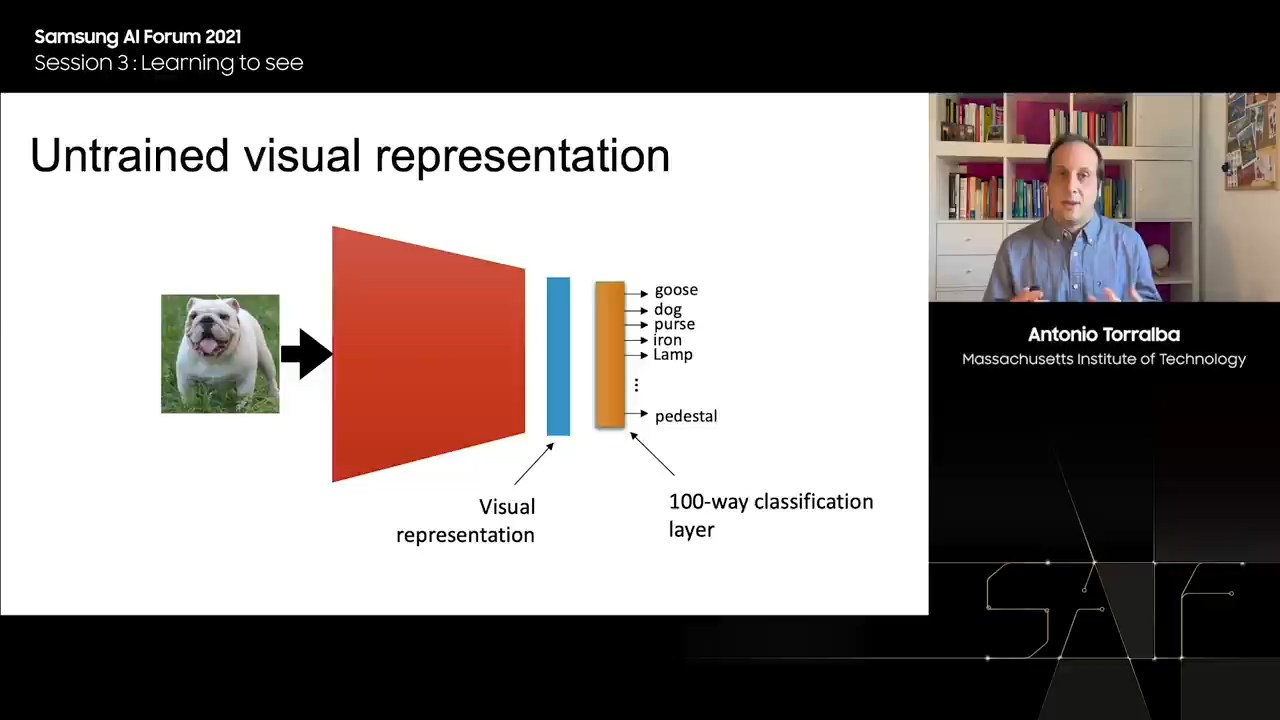 Samsung AI Forum 2021
Session 3 : Learning to see
Untrained visual representation
goose
dog
purse
iron
Lamp
pedestal
Visual
representation
100-way classification
layer
Antonio Torralba
Massachusetts Institute of Technology